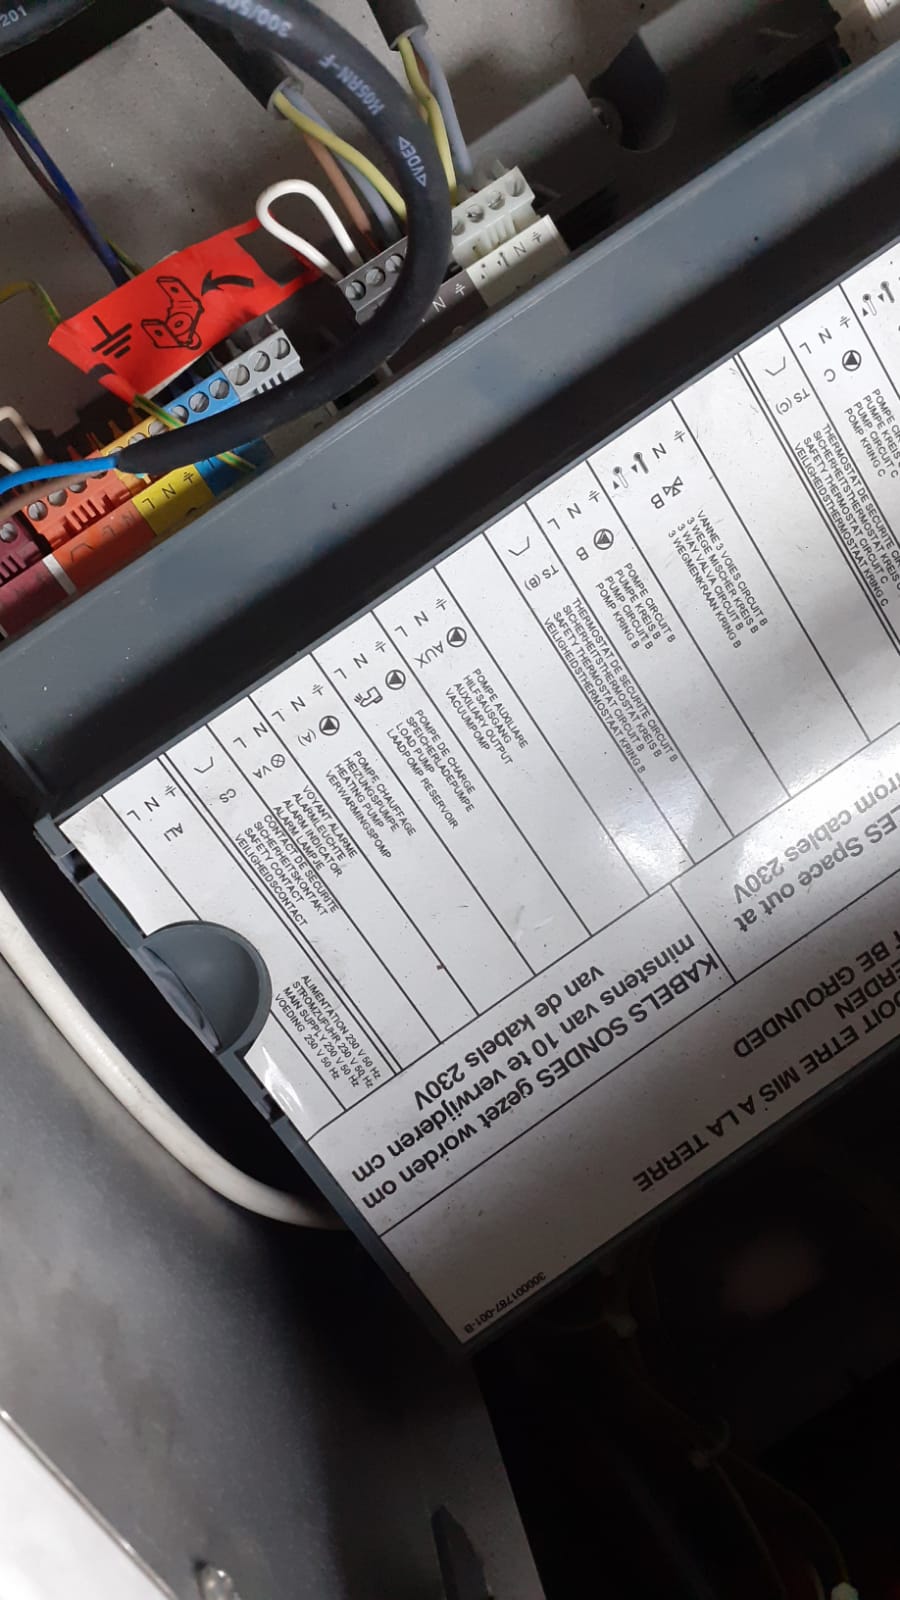 201
300/500
H05RN-F
◁VDE▷
N
L N
N
AL
L N
ALIMENTATION 230 V 50 Hz
STROMZUFUHR 230 V 50 Hz
MAIN SUPPLY 230 V 50 Hz
VOEDING 230 V 50 Hz
CS
CONTACT DE SECURITE
SICHERHEITSKONTAKT
SAFETY CONTACT
VEILIGHEIDSCONTACT
L N
VA
VOYANT ALARME
ALARMLEUCHTE
ALARM INDICATOR
ALARM LAMPJE
L N
(A)
POMPE CHAUFFAGE
HEIZUNGSPUMPE
HEATING PUMP
VERWARMINGSPOMP
L N
POMPE DE CHARGE
SPEICHERLADEPUMPE
LOAD PUMP
LAADPOMP RESERVOIR
L N
AUX
POMPE AUXILIARE
HILFSAUSGANG
AUXILIARY OUTPUT
VACUUMPOMP
TS (B)
THERMOSTAT DE SECURITE CIRCUIT B
SICHERHEITSTHERMOSTAT KREIS B
SAFETY THERMOSTAT CIRCUIT B
VEILIGHEIDSTHERMOSTAAT KRING B
L N
B
POMPE CIRCUIT B
PUMPE KREIS B
PUMP CIRCUIT B
POMP KRING B
N
B
VANNE 3 VOIES CIRCUIT B
3 WEGE MISCHER KREIS B
3 WAY VALVA CIRCUIT B
3 WEGMENKRAAN KRING B
TS (C)
THERMOSTAT DE SECURITE
SICHERHEITSTHERMOSTAT KREIS C
SAFETY THERMOSTAT CIRCUIT C
VEILIGHEIDSTHERMOSTAAT KRING C
L N
C
POMPE
PUMPE KREIS C
PUMP CIRCUIT C
POMP KRING C
LES Space out at
from cables 230V
KABELS SONDES gezet worden om
minstens van 10 te verwijderen cm
van de kabels 230V
DOIT ETRE MIS A LA TERRE
BE GROUNDED
300001787-001-B